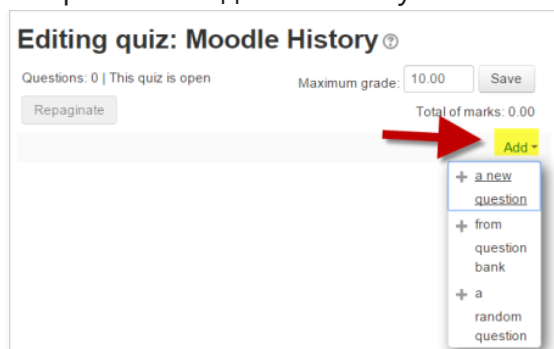 Editing quiz: Moodle History
Questions: 0 | This quiz is open
Maximum grade: 10.00 Save
Repaginate
Total of marks: 0.00
Add
a new
question
from
question
bank
a
random
question